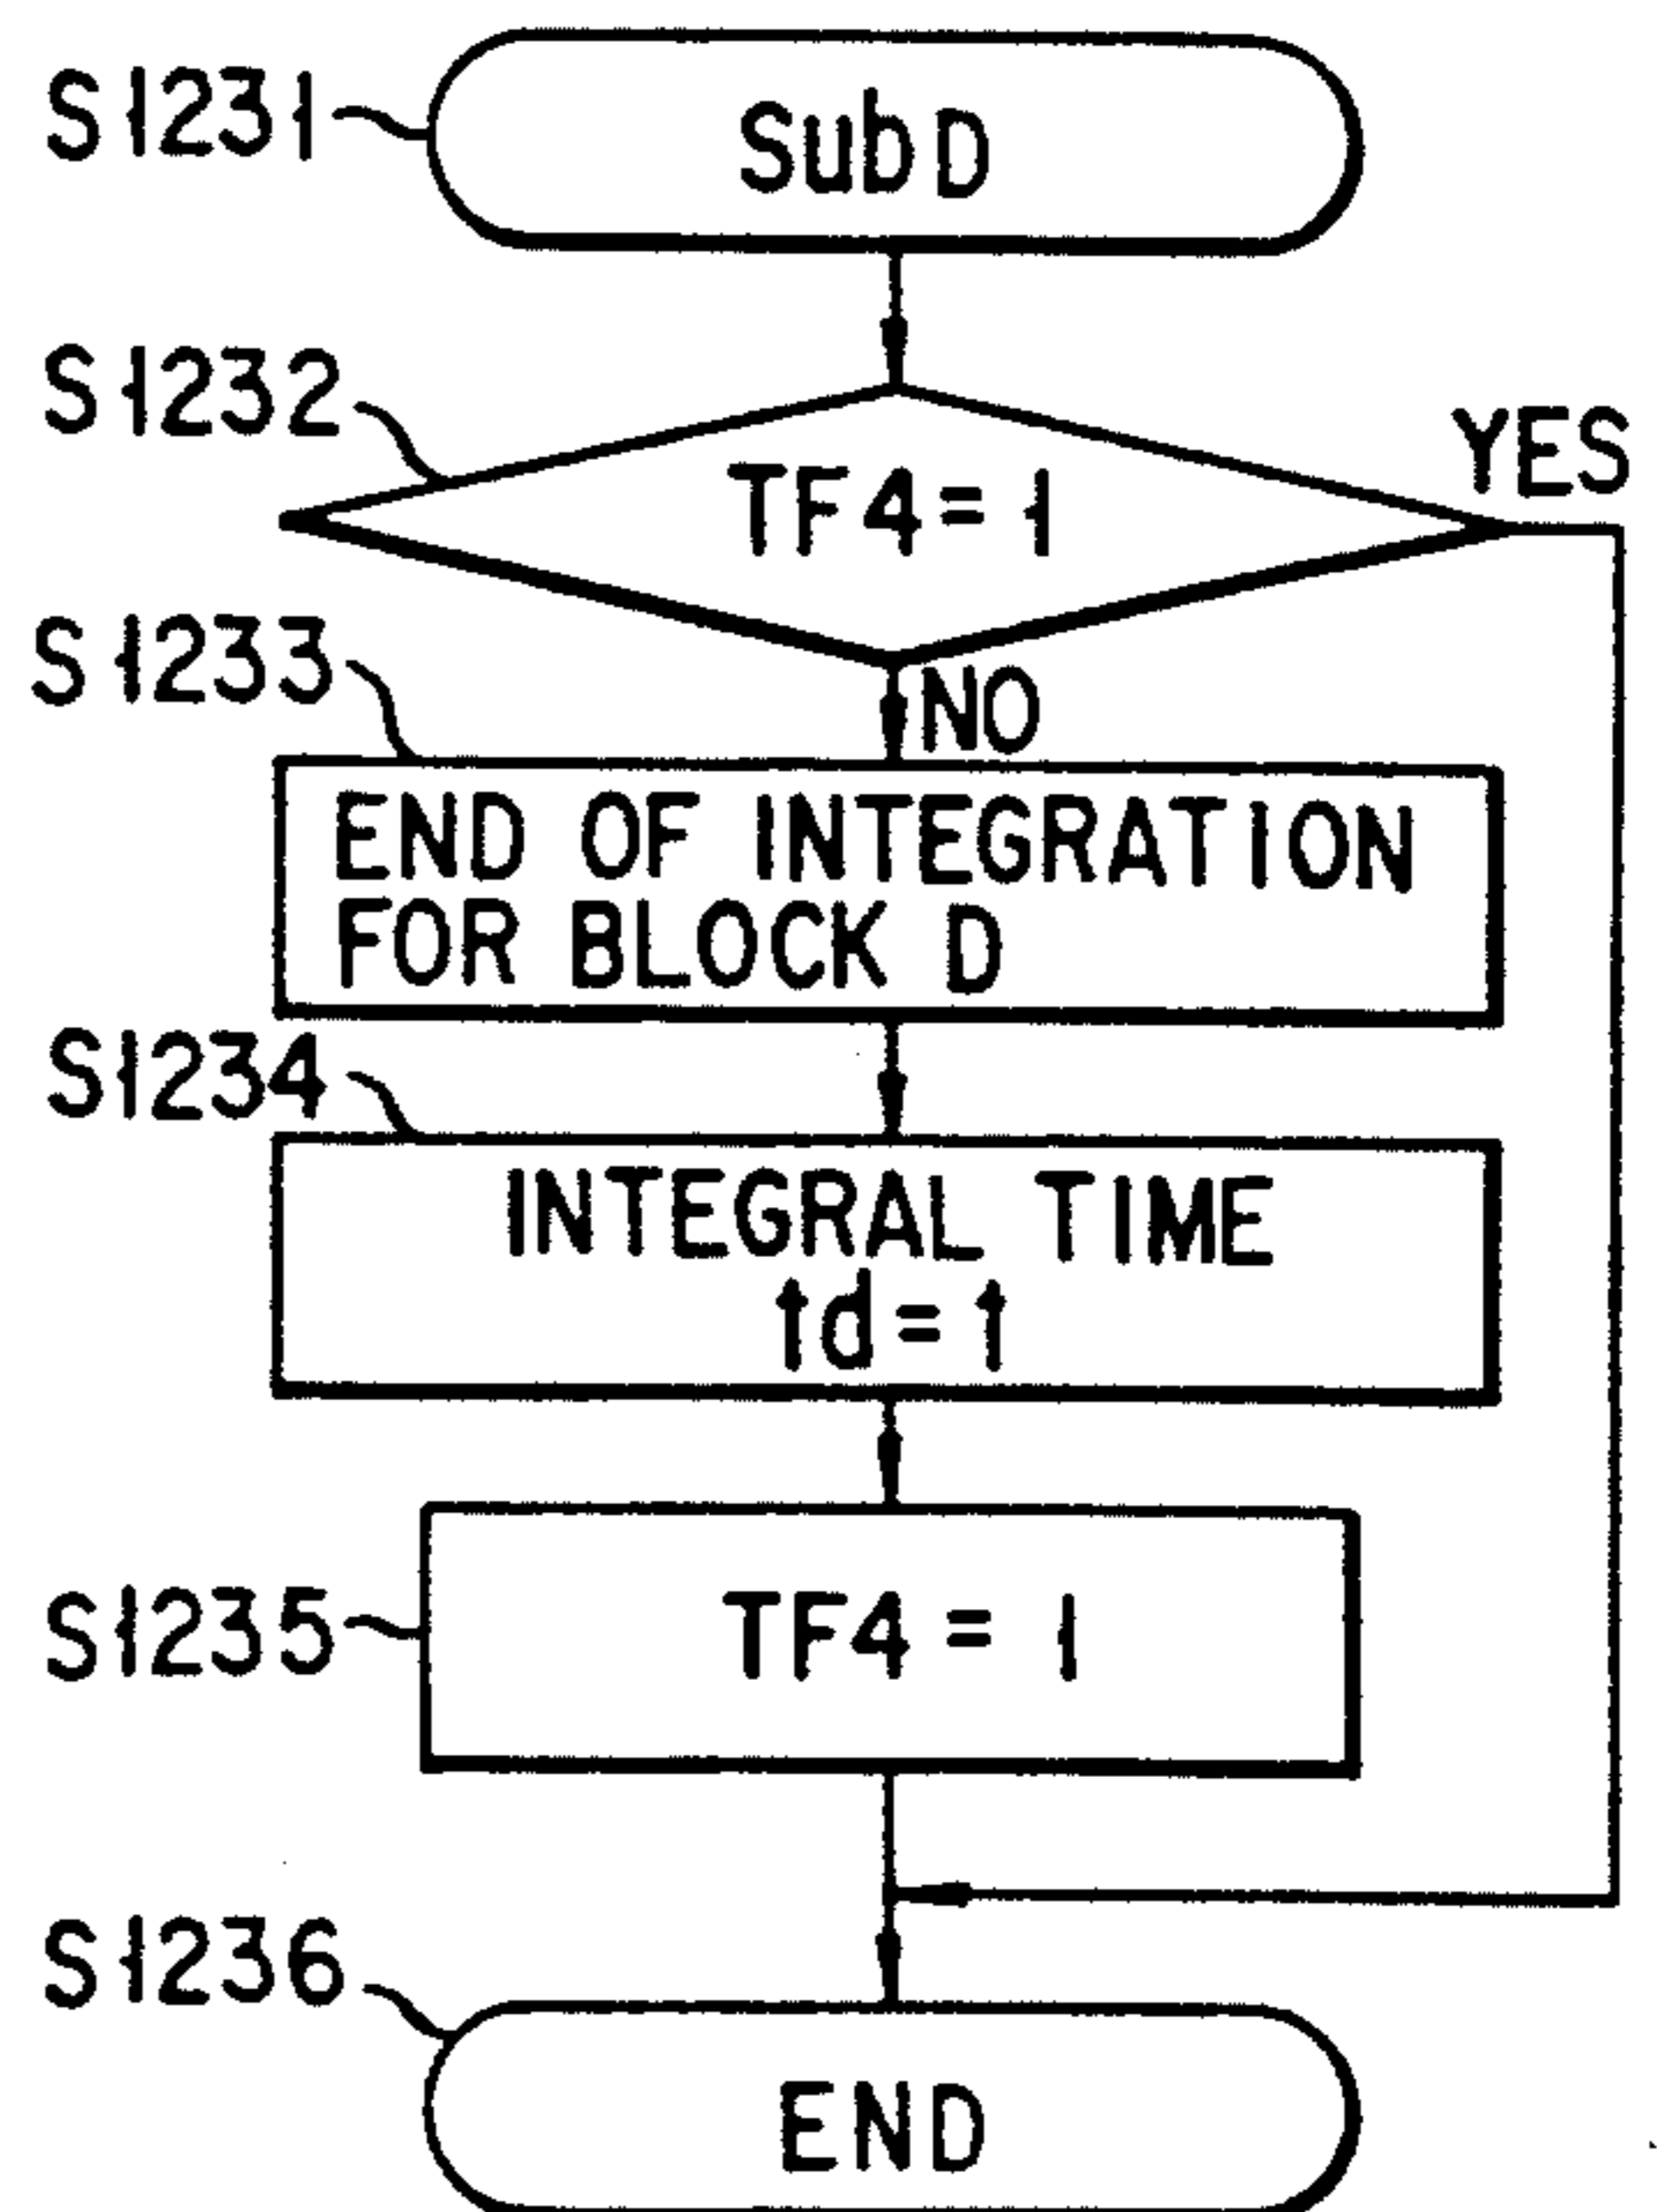 S1231
Sub D
S1232
TF4=1
YES
S1233
NO
END OF INTEGRATION
FOR BLOCK D
S1234
INTEGRAL TIME
td=t
S1235
TF4=1
S1236
END